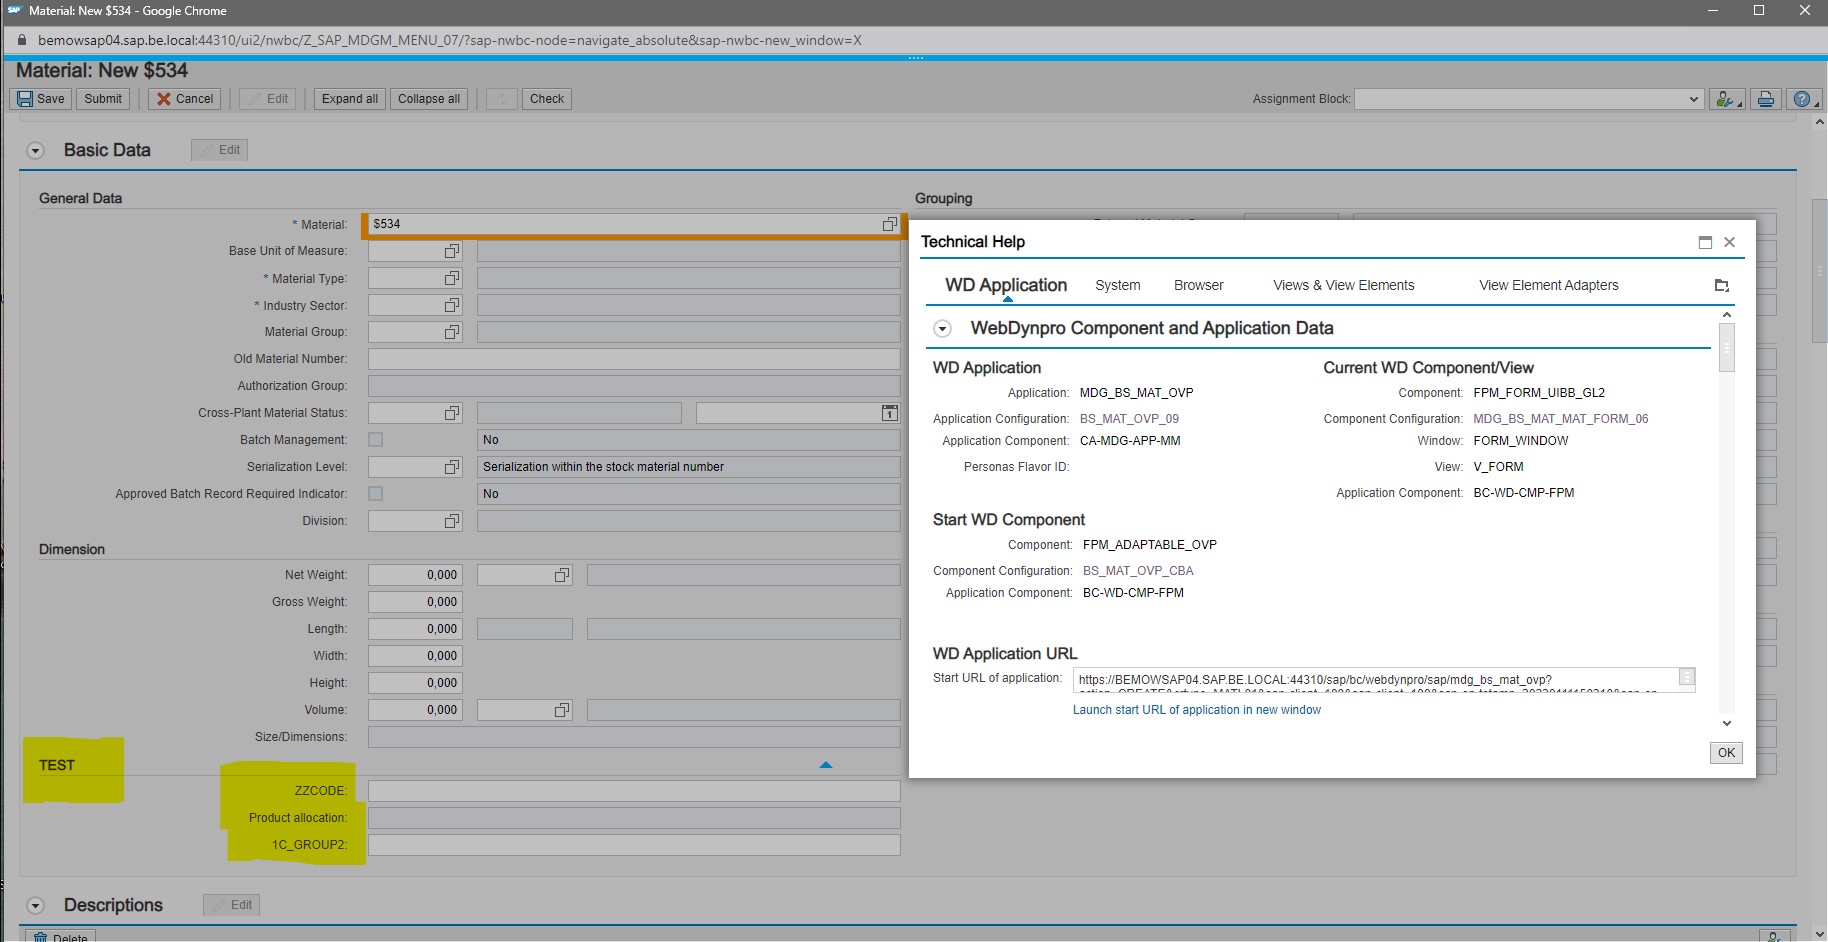 SAP Material: New $534 - Google Chrome
bemowsap04.sap.be.local:44310/ui2/nwbc/Z_SAP_MDGM_MENU_07/?sap-nwbc-node=navigate_absolute&sap-nwbc-new_window=X
Material: New $534
Save Submit Cancel Edit Expand all Collapse all Check Assignment Block:
Basic Data Edit
General Data
* Material: $534
Base Unit of Measure:
* Material Type:
* Industry Sector:
Material Group:
Old Material Number:
Authorization Group:
Cross-Plant Material Status: 1
Batch Management: No
Serialization Level: Serialization within the stock material number
Approved Batch Record Required Indicator: No
Division:
Dimension
Net Weight: 0,000
Gross Weight: 0,000
Length: 0,000
Width: 0,000
Height: 0,000
Volume: 0,000
Size/Dimensions:
TEST
ZZCODE:
Product allocation:
1C_GROUP2:
Descriptions Edit
Delete
Grouping
Technical Help
WD Application System Browser Views & View Elements View Element Adapters
WebDynpro Component and Application Data
WD Application
Application: MDG_BS_MAT_OVP
Application Configuration: BS_MAT_OVP_09
Application Component: CA-MDG-APP-MM
Personas Flavor ID:
Current WD Component/View
Component: FPM_FORM_UIBB_GL2
Component Configuration: MDG_BS_MAT_MAT_FORM_06
Window: FORM_WINDOW
View: V_FORM
Application Component: BC-WD-CMP-FPM
Start WD Component
Component: FPM_ADAPTABLE_OVP
Component Configuration: BS_MAT_OVP_CBA
Application Component: BC-WD-CMP-FPM
WD Application URL
Start URL of application: https://BEMOWSAP04.SAP.BE.LOCAL:44310/sap/bc/webdynpro/sap/mdg_bs_mat_ovp?
Launch start URL of application in new window
OK